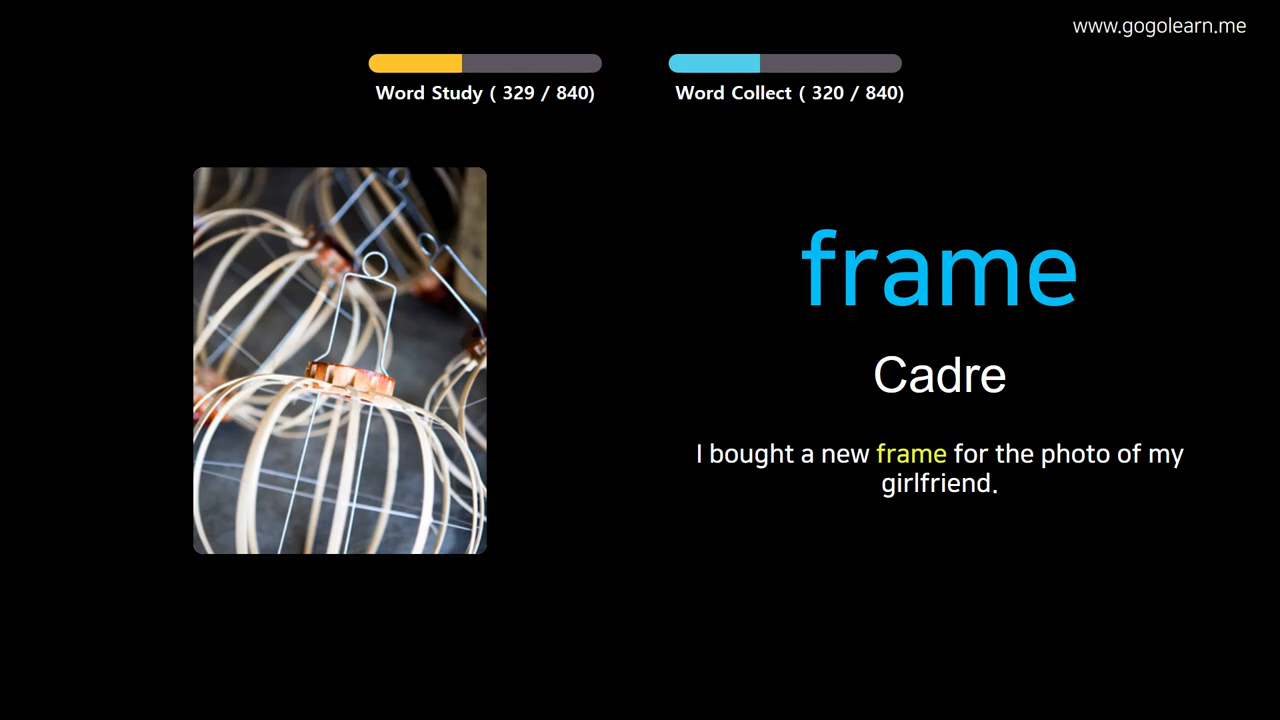 www.gogolearn.me
Word Study ( 329 / 840)
Word Collect ( 320 / 840)
frame
Cadre
I bought a new frame for the photo of my
girlfriend.